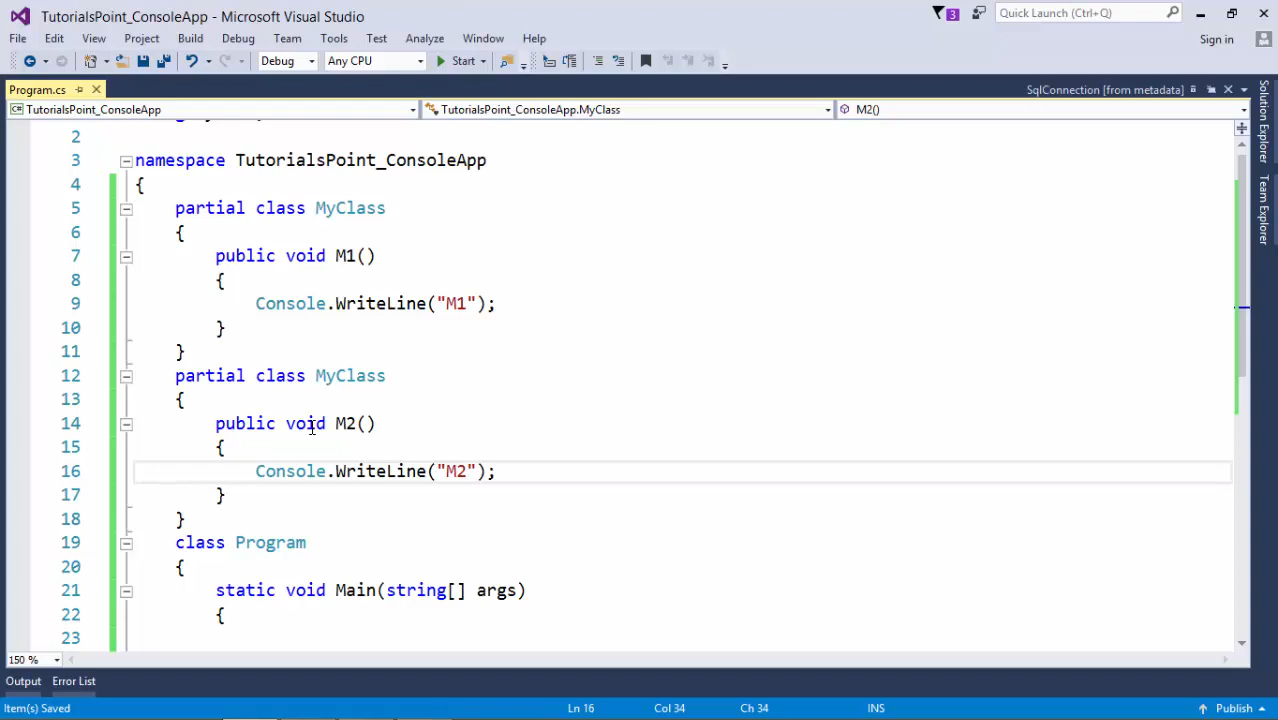 TutorialsPoint_ConsoleApp - Microsoft Visual Studio
3
Quick Launch (Ctrl+Q)
File Edit View Project Build Debug Team Tools Test Analyze Window Help
Sign in
Debug Any CPU Start
Program.cs
SqlConnection [from metadata]
TutorialsPoint_ConsoleApp TutorialsPoint_ConsoleApp.MyClass M2()
2
3 namespace TutorialsPoint_ConsoleApp
4 {
5 partial class MyClass
6 {
7 public void M1()
8 {
9 Console.WriteLine("M1");
10 }
11 }
12 partial class MyClass
13 {
14 public void M2()
15 {
16 Console.WriteLine("M2");
17 }
18 }
19 class Program
20 {
21 static void Main(string[] args)
22 {
23
Solution Explorer
Team Explorer
150 %
Output Error List
Item(s) Saved Ln 16 Col 34 Ch 34 INS Publish